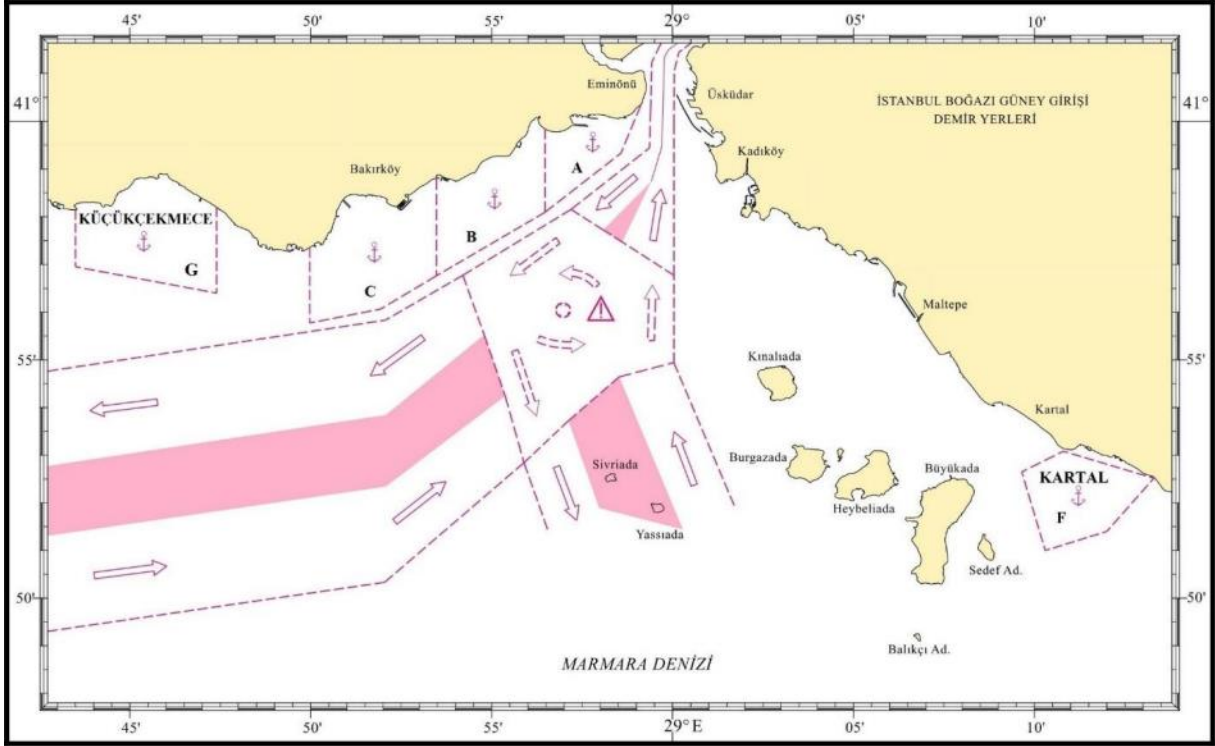 45'
50'
55'
29°
05'
10'
41°
41°
Eminönü
Üsküdar
İSTANBUL BOĞAZI GÜNEY GİRİŞİ
DEMİR YERLERİ
Kadıköy
Bakırköy
A
KÜÇÜKÇEKMECE
B
G
C
Maltepe
55'
55'
Kınalıada
Kartal
Burgazada
Sivriada
Büyükada
KARTAL
Heybeliada
F
Yassıada
Sedef Ad.
50'
50'
Balıkçı Ad.
MARMARA DENİZİ
45'
50'
55'
29° E
05'
10'